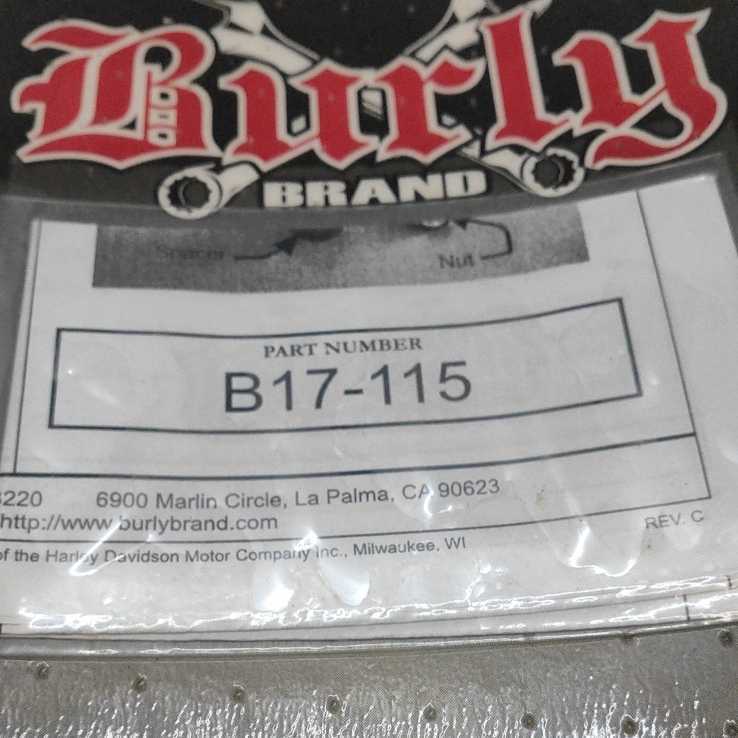 Burly
BRAND
Spacer
Nut
PART NUMBER
B17-115
220 6900 Marlin Circle, La Palma, CA 90623
http://www.burlybrand.com
REV. C
of the Harley Davidson Motor Company Inc., Milwaukee, WI